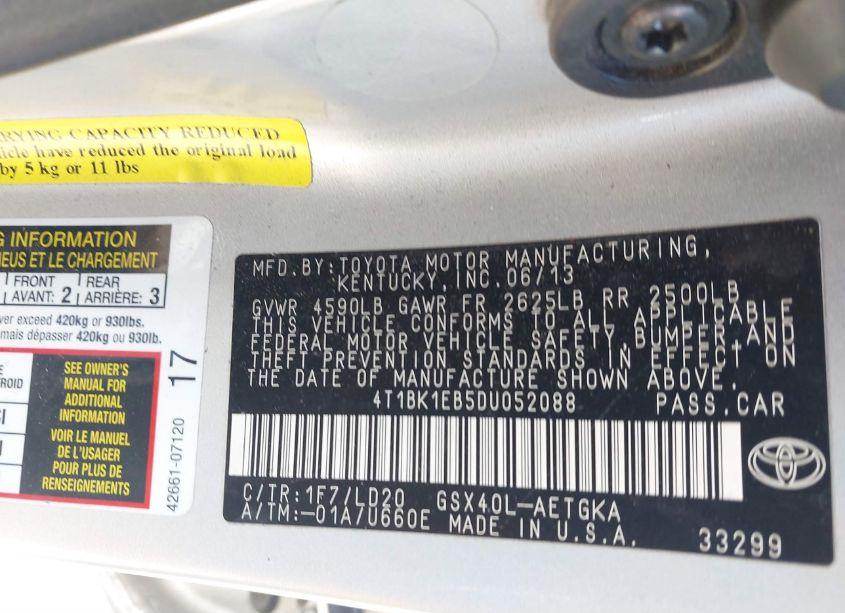 RYING CAPACITY REDUCED
icle have reduced the original load
by 5 kg or 11 lbs
G INFORMATION
NEUS ET LE CHARGEMENT
FRONT
AVANT: 2
REAR
ARRIÈRE: 3
ver exceed 420kg or 930lbs.
mais dépasser 420kg ou 930lb.
SEE OWNER'S
MANUAL FOR
ADDITIONAL
INFORMATION
VOIR LE MANUEL
DE L'USAGER
POUR PLUS DE
RENSEIGNEMENTS
42661-07120
17
MFD.BY:TOYOTA MOTOR MANUFACTURING,
KENTUCKY, INC. 06/13
GVWR 4590LB GAWR FR 2625LB RR 2500LB
THIS VEHICLE CONFORMS TO ALL APPLICABLE
FEDERAL MOTOR VEHICLE SAFETY, BUMPER, AND
THEFT PREVENTION STANDARDS IN EFFECT ON
THE DATE OF MANUFACTURE SHOWN ABOVE.
4T1BK1EB5DU052088 PASS.CAR
C/TR:1F7/LD20 GSX40L-AETGKA
A/TM:-01A/U660E MADE IN U.S.A.
33299